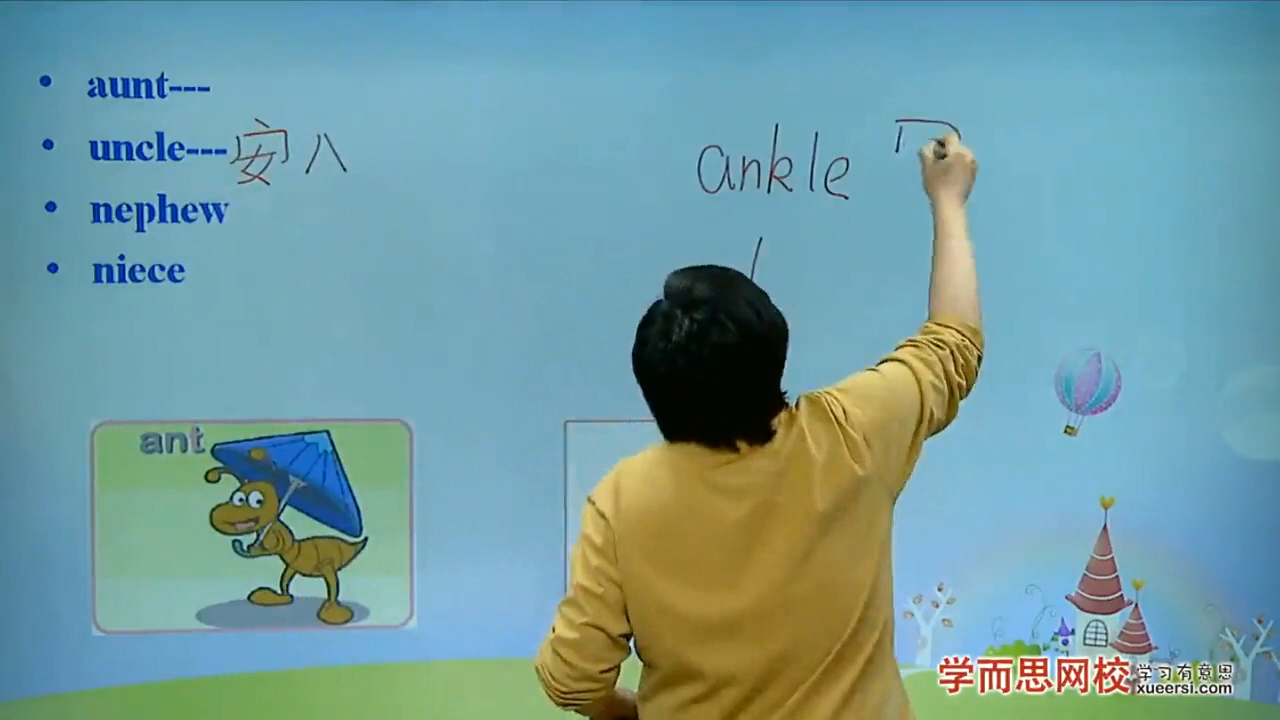 aunt---
uncle---安八
nephew
niece
ankle
ant
学而思网校 学习有意思
xueersi.com